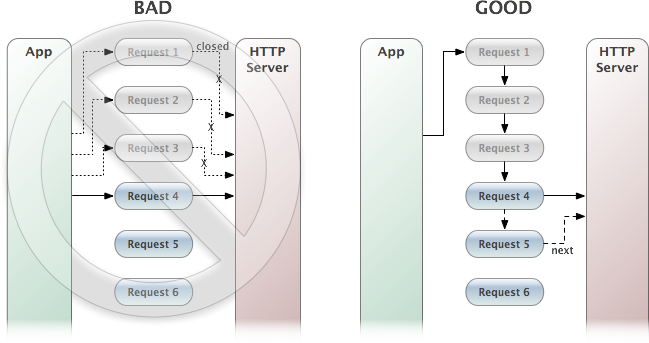 BAD
App
Request 1
closed
HTTP
Server
X
Request 2
X
Request 3
X
Request 4
Request 5
Request 6
GOOD
App
Request 1
HTTP
Server
Request 2
Request 3
Request 4
Request 5
next
Request 6